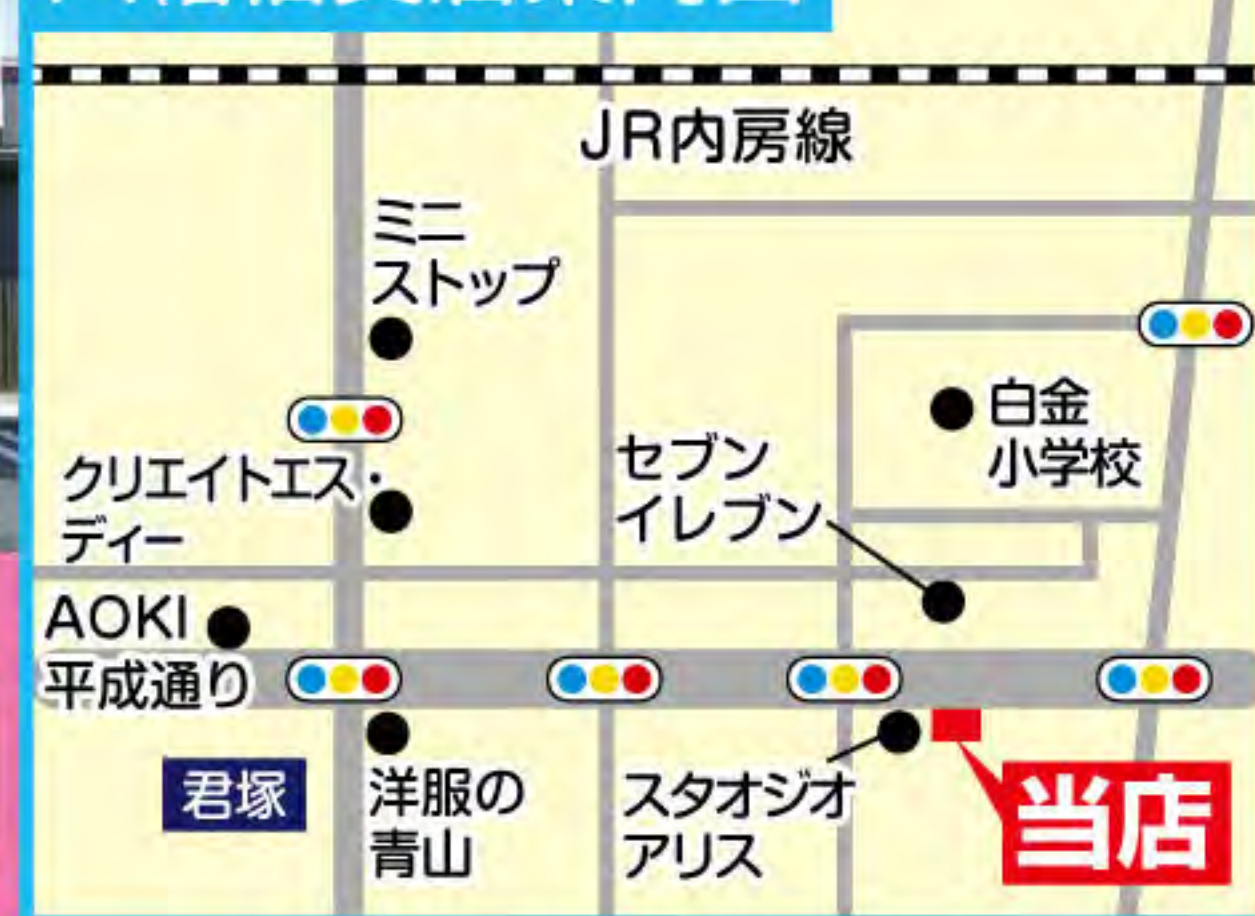 JR内房線
ミニ
ストップ
白金
小学校
セブン
イレブン
クリエイトエス・
ディー
AOKI
平成通り
君塚
洋服の
青山
スタオジオ
アリス
当店